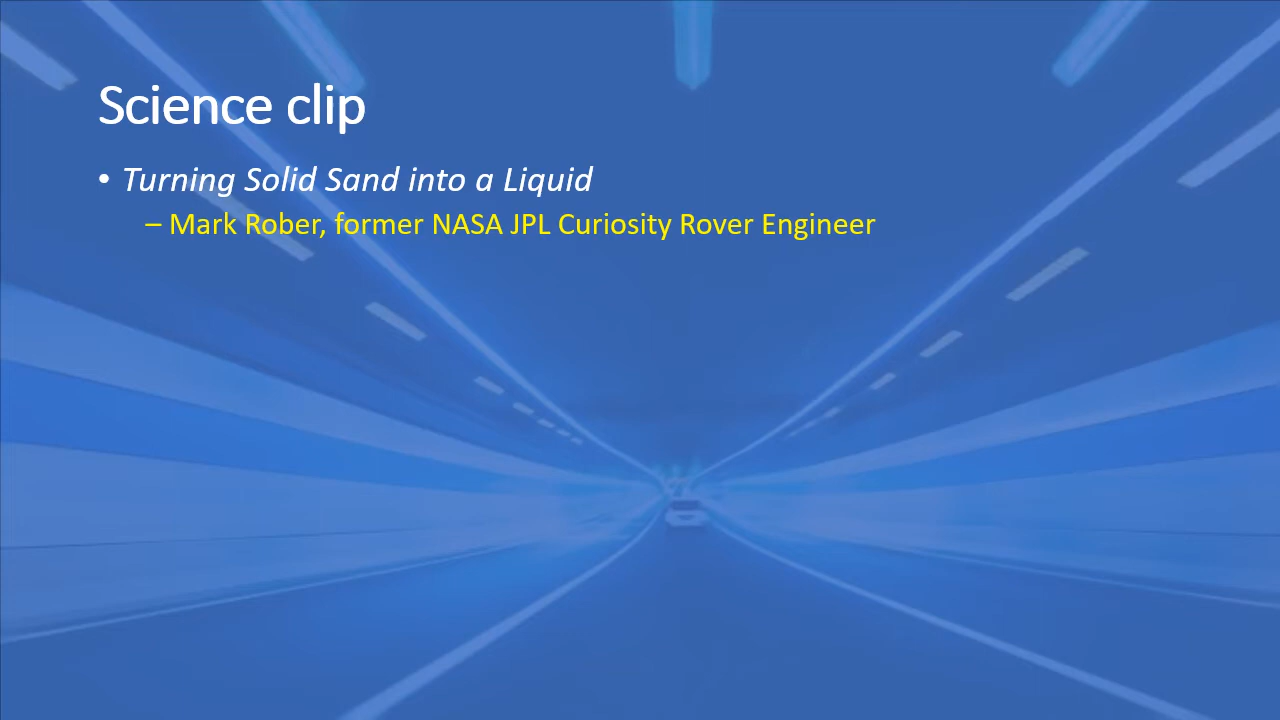 Science clip
• Turning Solid Sand into a Liquid
– Mark Rober, former NASA JPL Curiosity Rover Engineer